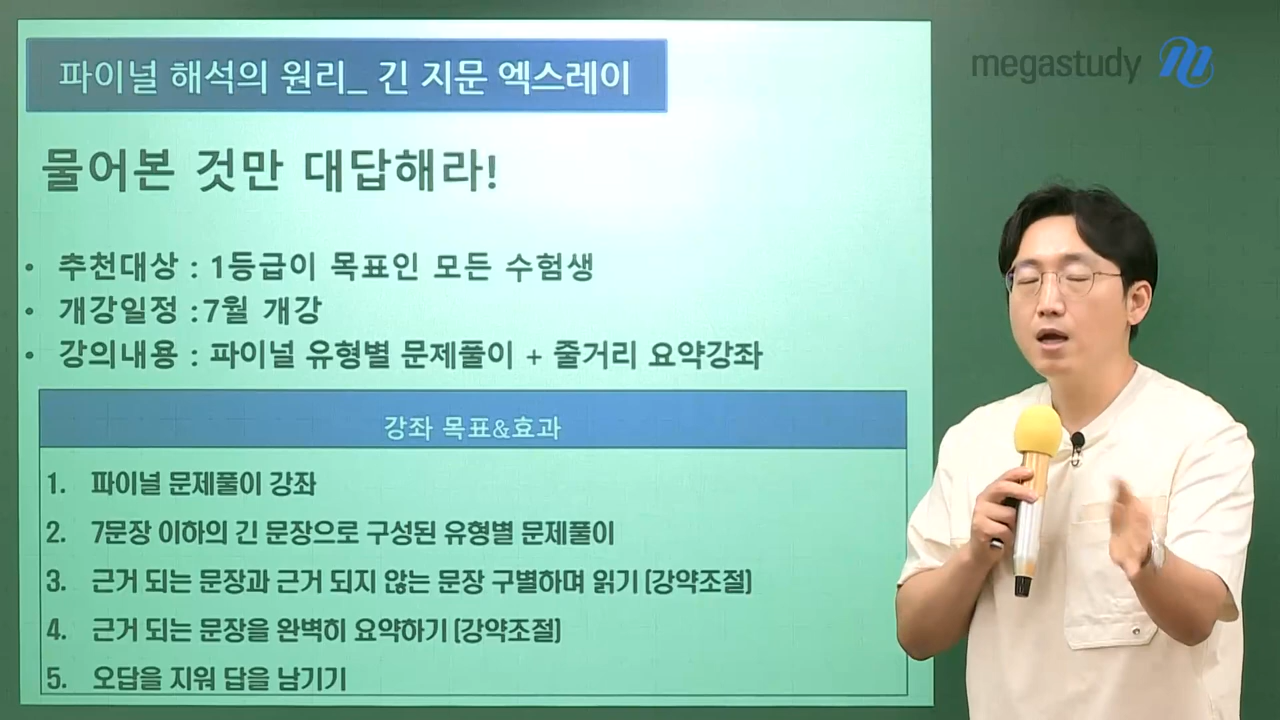 파이널 해석의 원리_ 긴 지문 엑스레이
megastudy
물어본 것만 대답해라!
• 추천대상 : 1등급이 목표인 모든 수험생
• 개강일정 : 7월 개강
• 강의내용 : 파이널 유형별 문제풀이 + 줄거리 요약강좌
강좌 목표&효과
1. 파이널 문제풀이 강좌
2. 7문장 이하의 긴 문장으로 구성된 유형별 문제풀이
3. 근거 되는 문장과 근거 되지 않는 문장 구별하며 읽기 (강약조절)
4. 근거 되는 문장을 완벽히 요약하기 (강약조절)
5. 오답을 지워 답을 남기기